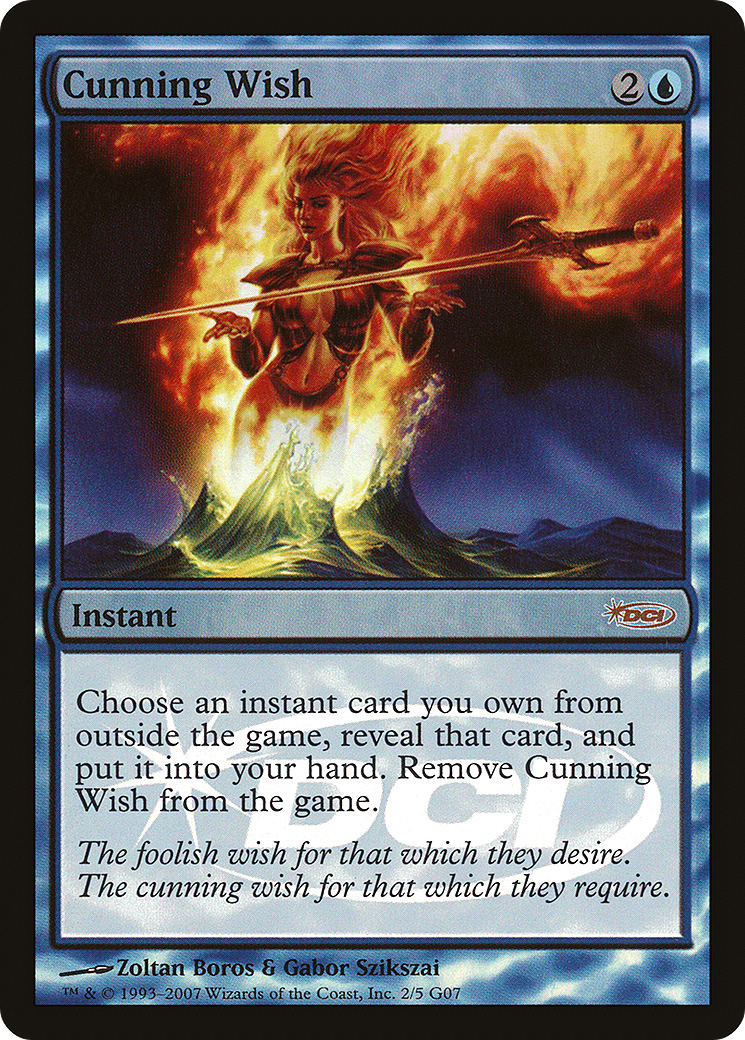 Cunning Wish 2
Instant DCI
Choose an instant card you own from
outside the game, reveal that card, and
put it into your hand. Remove Cunning
Wish from the game.
DCI
The foolish wish for that which they desire.
The cunning wish for that which they require.
Zoltan Boros & Gabor Szikszai
™ & © 1993–2007 Wizards of the Coast, Inc. 2/5 G07